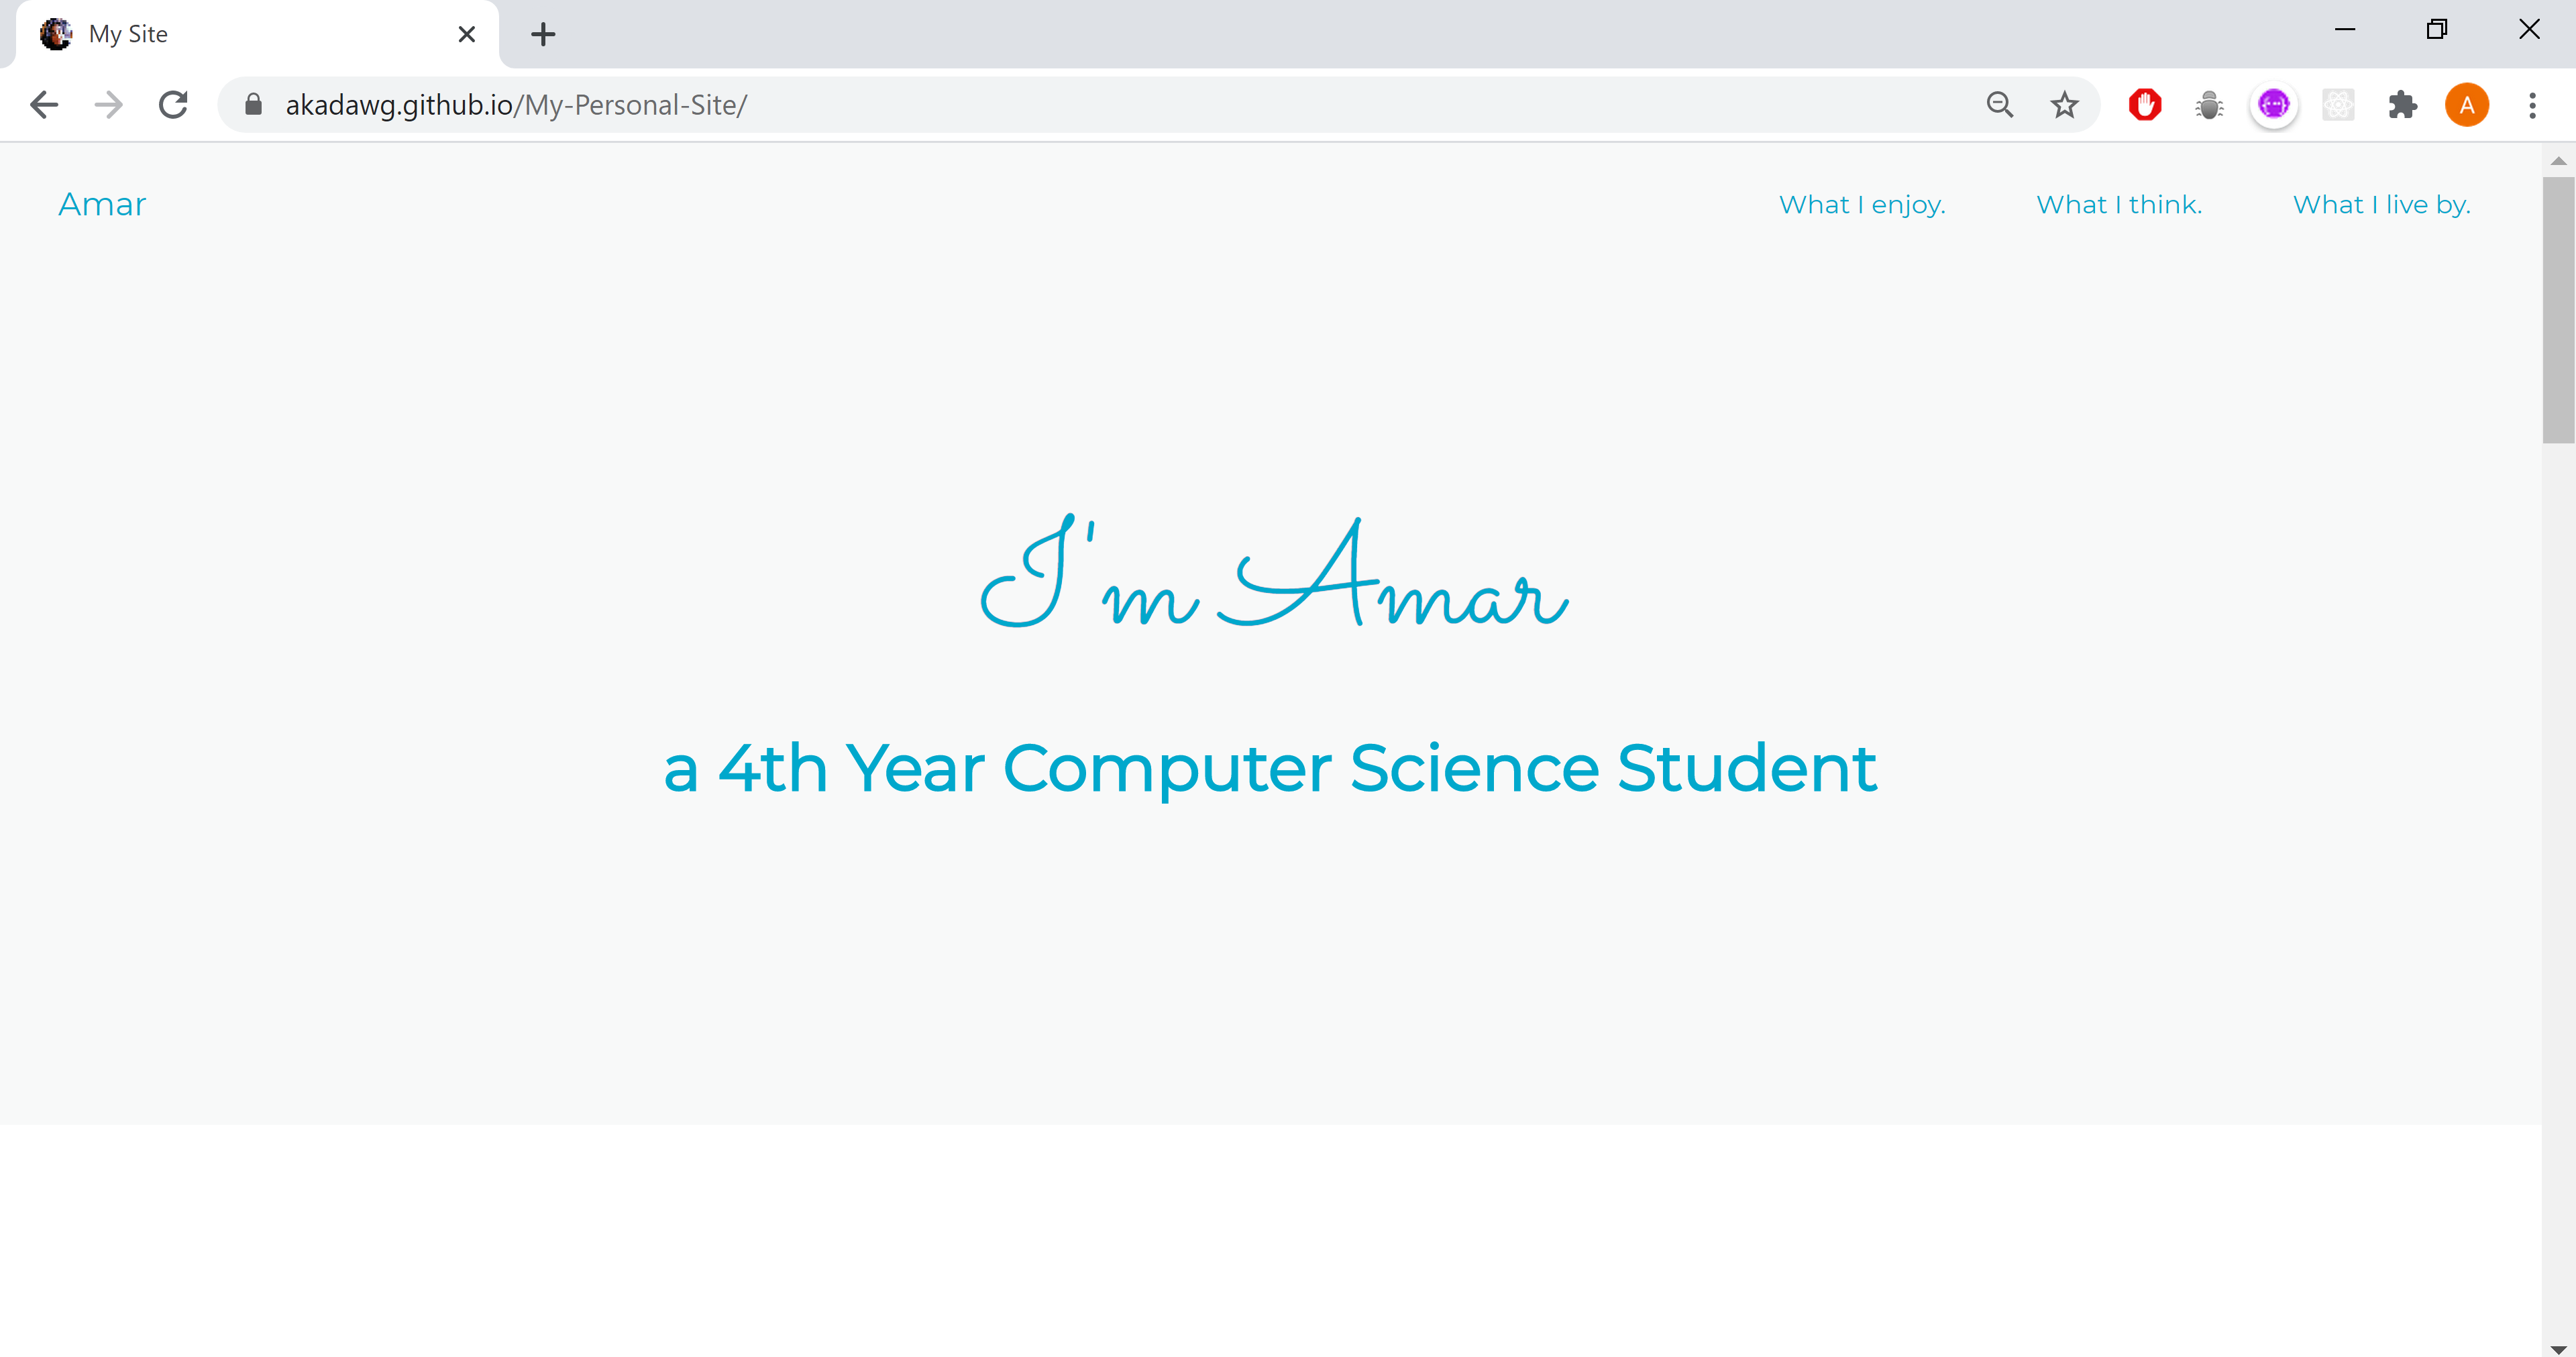 My Site
akadawg.github.io/My-Personal-Site/
A
Amar
What I enjoy.
What I think.
What I live by.
I'm Amar
a 4th Year Computer Science Student